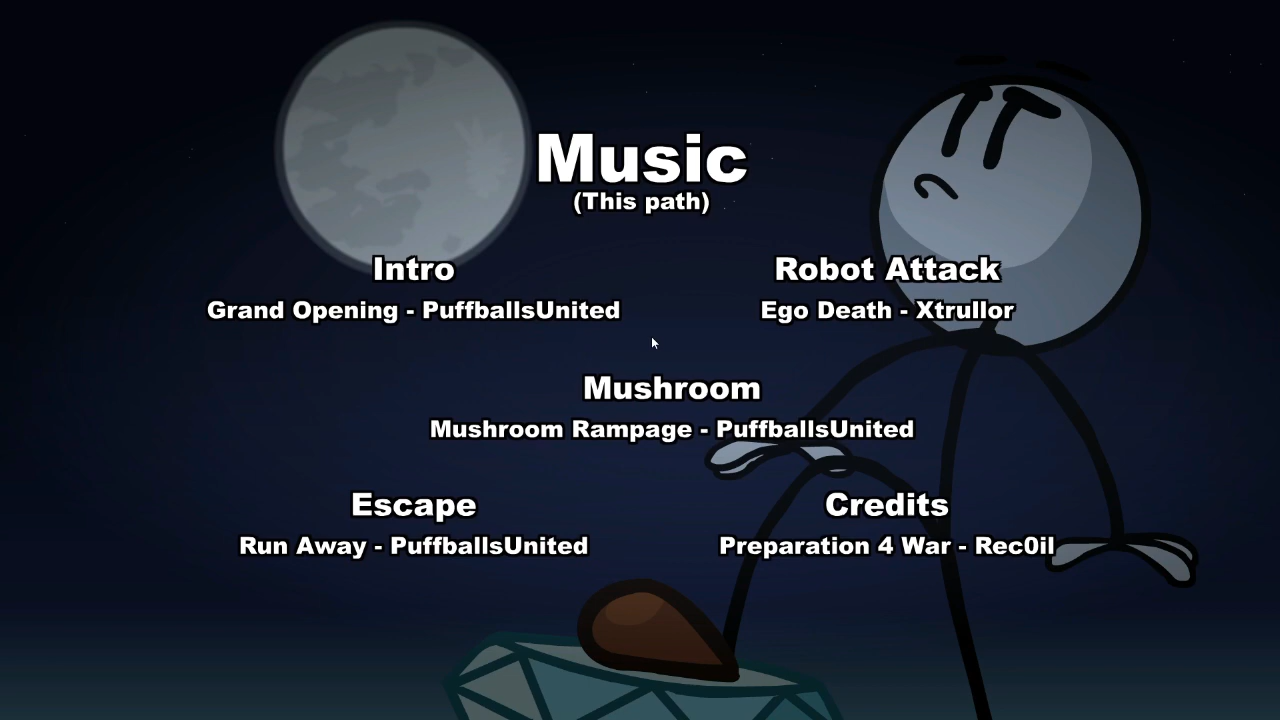 Music
(This path)
Intro
Grand Opening - PuffballsUnited
Robot Attack
Ego Death - Xtrullor
Mushroom
Mushroom Rampage - PuffballsUnited
Escape
Run Away - PuffballsUnited
Credits
Preparation 4 War - Rec0il